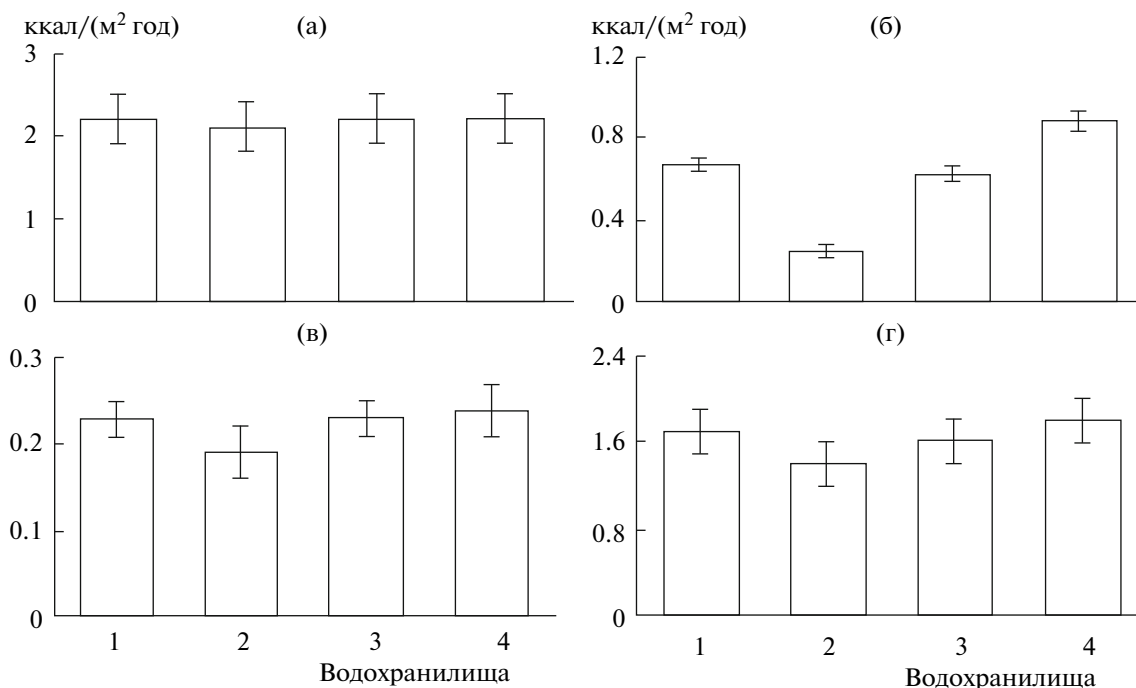 ккал/(м² год) (а)
3
2
1
0
ккал/(м² год) (б)
1.2
0.8
0.4
0
(в)
0.3
0.2
0.1
0
1 2 3 4
Водохранилища
(г)
2.4
1.6
0.8
0
1 2 3 4
Водохранилища